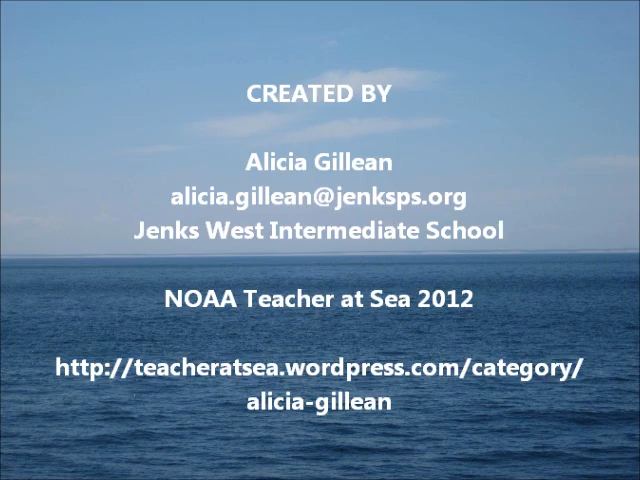 CREATED BY
Alicia Gillean
alicia.gillean@jenksps.org
Jenks West Intermediate School
NOAA Teacher at Sea 2012
http://teacheratsea.wordpress.com/category/
alicia-gillean